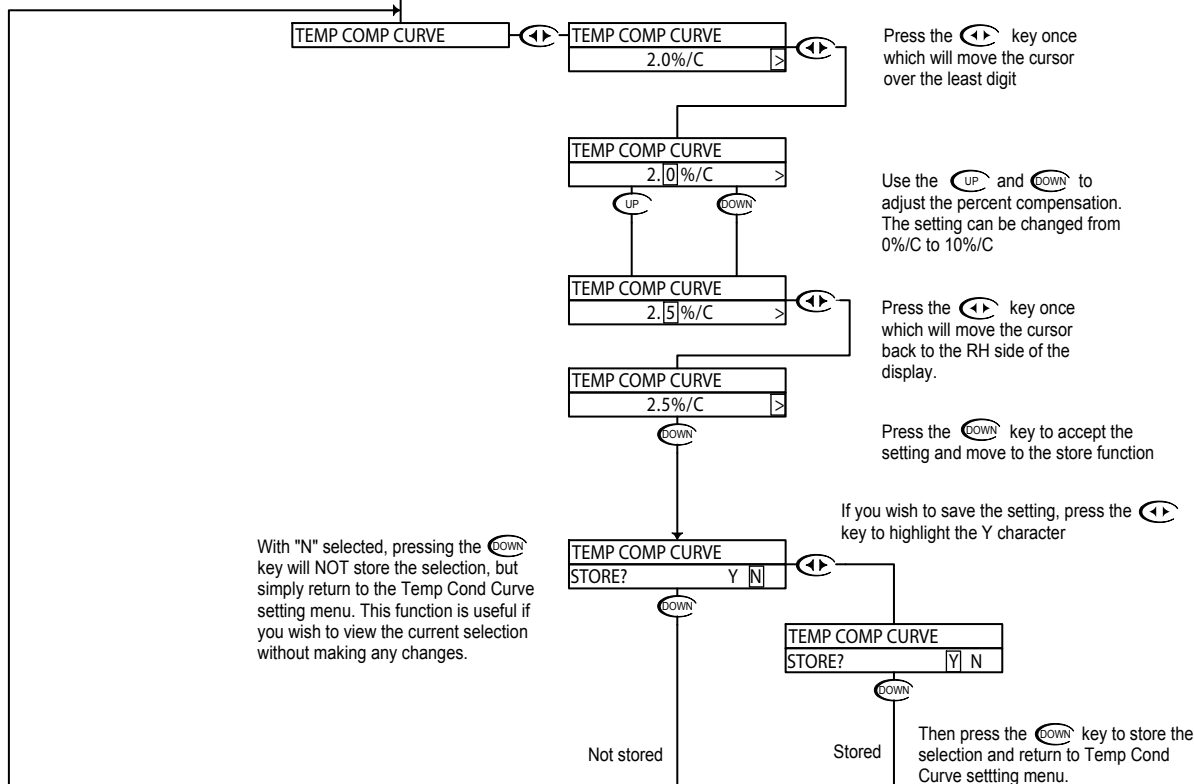 TEMP COMP CURVE
TEMP COMP CURVE
2.0%/C >
Press the key once
which will move the cursor
over the least digit
TEMP COMP CURVE
2.0%/C >
UP DOWN
Use the UP and DOWN to
adjust the percent compensation.
The setting can be changed from
0%/C to 10%/C
TEMP COMP CURVE
2.5%/C >
Press the key once
which will move the cursor
back to the RH side of the
display.
TEMP COMP CURVE
2.5%/C >
DOWN
Press the DOWN key to accept the
setting and move to the store function
If you wish to save the setting, press the
key to highlight the Y character
With "N" selected, pressing the DOWN
key will NOT store the selection, but
simply return to the Temp Cond Curve
setting menu. This function is useful if
you wish to view the current selection
without making any changes.
TEMP COMP CURVE
STORE? Y N
DOWN
TEMP COMP CURVE
STORE? Y N
DOWN
Not stored
Stored
Then press the DOWN key to store the
selection and return to Temp Cond
Curve settting menu.